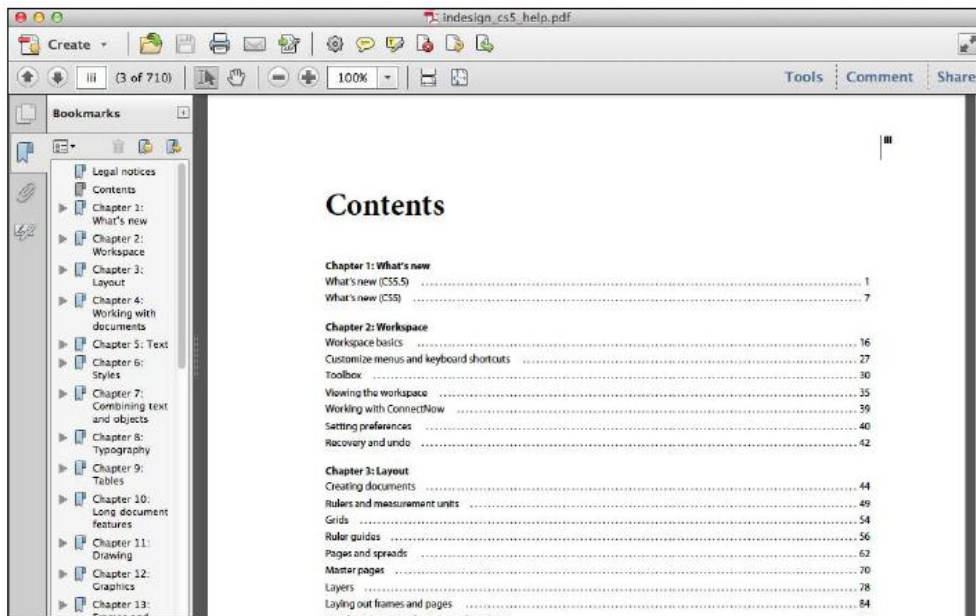 indesign_cs5_help.pdf
Create
iii (3 of 710) 100% Tools Comment Share
Bookmarks
Legal notices
Contents
Chapter 1:
What's new
Chapter 2:
Workspace
Chapter 3:
Layout
Chapter 4:
Working with
documents
Chapter 5: Text
Chapter 6:
Styles
Chapter 7:
Combining text
and objects
Chapter 8:
Typography
Chapter 9:
Tables
Chapter 10:
Long document
features
Chapter 11:
Drawing
Chapter 12:
Graphics
Chapter 13:
iii
Contents
Chapter 1: What's new
What's new (CS5.5) 1
What's new (CS5) 7
Chapter 2: Workspace
Workspace basics 16
Customize menus and keyboard shortcuts 27
Toolbox 30
Viewing the workspace 35
Working with ConnectNow 39
Setting preferences 40
Recovery and undo 42
Chapter 3: Layout
Creating documents 44
Rulers and measurement units 49
Grids 54
Ruler guides 56
Pages and spreads 62
Master pages 70
Layers 78
Laying out frames and pages 84